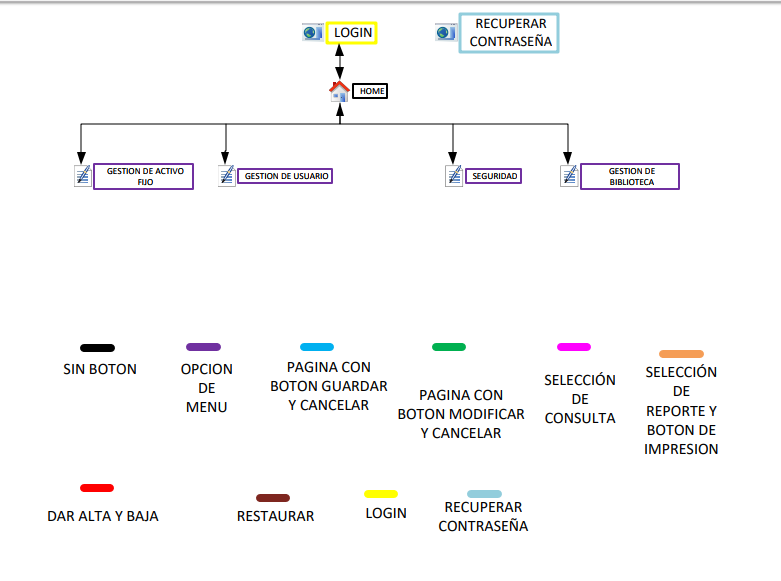 LOGIN
RECUPERAR
CONTRASEÑA
HOME
GESTION DE ACTIVO
FIJO
GESTION DE USUARIO
SEGURIDAD
GESTION DE
BIBLIOTECA
SIN BOTON
OPCION
DE
MENU
PAGINA CON
BOTON GUARDAR
Y CANCELAR
PAGINA CON
BOTON MODIFICAR
Y CANCELAR
SELECCIÓN
DE
CONSULTA
SELECCIÓN
DE
REPORTE Y
BOTON DE
IMPRESION
DAR ALTA Y BAJA
RESTAURAR
LOGIN
RECUPERAR
CONTRASEÑA